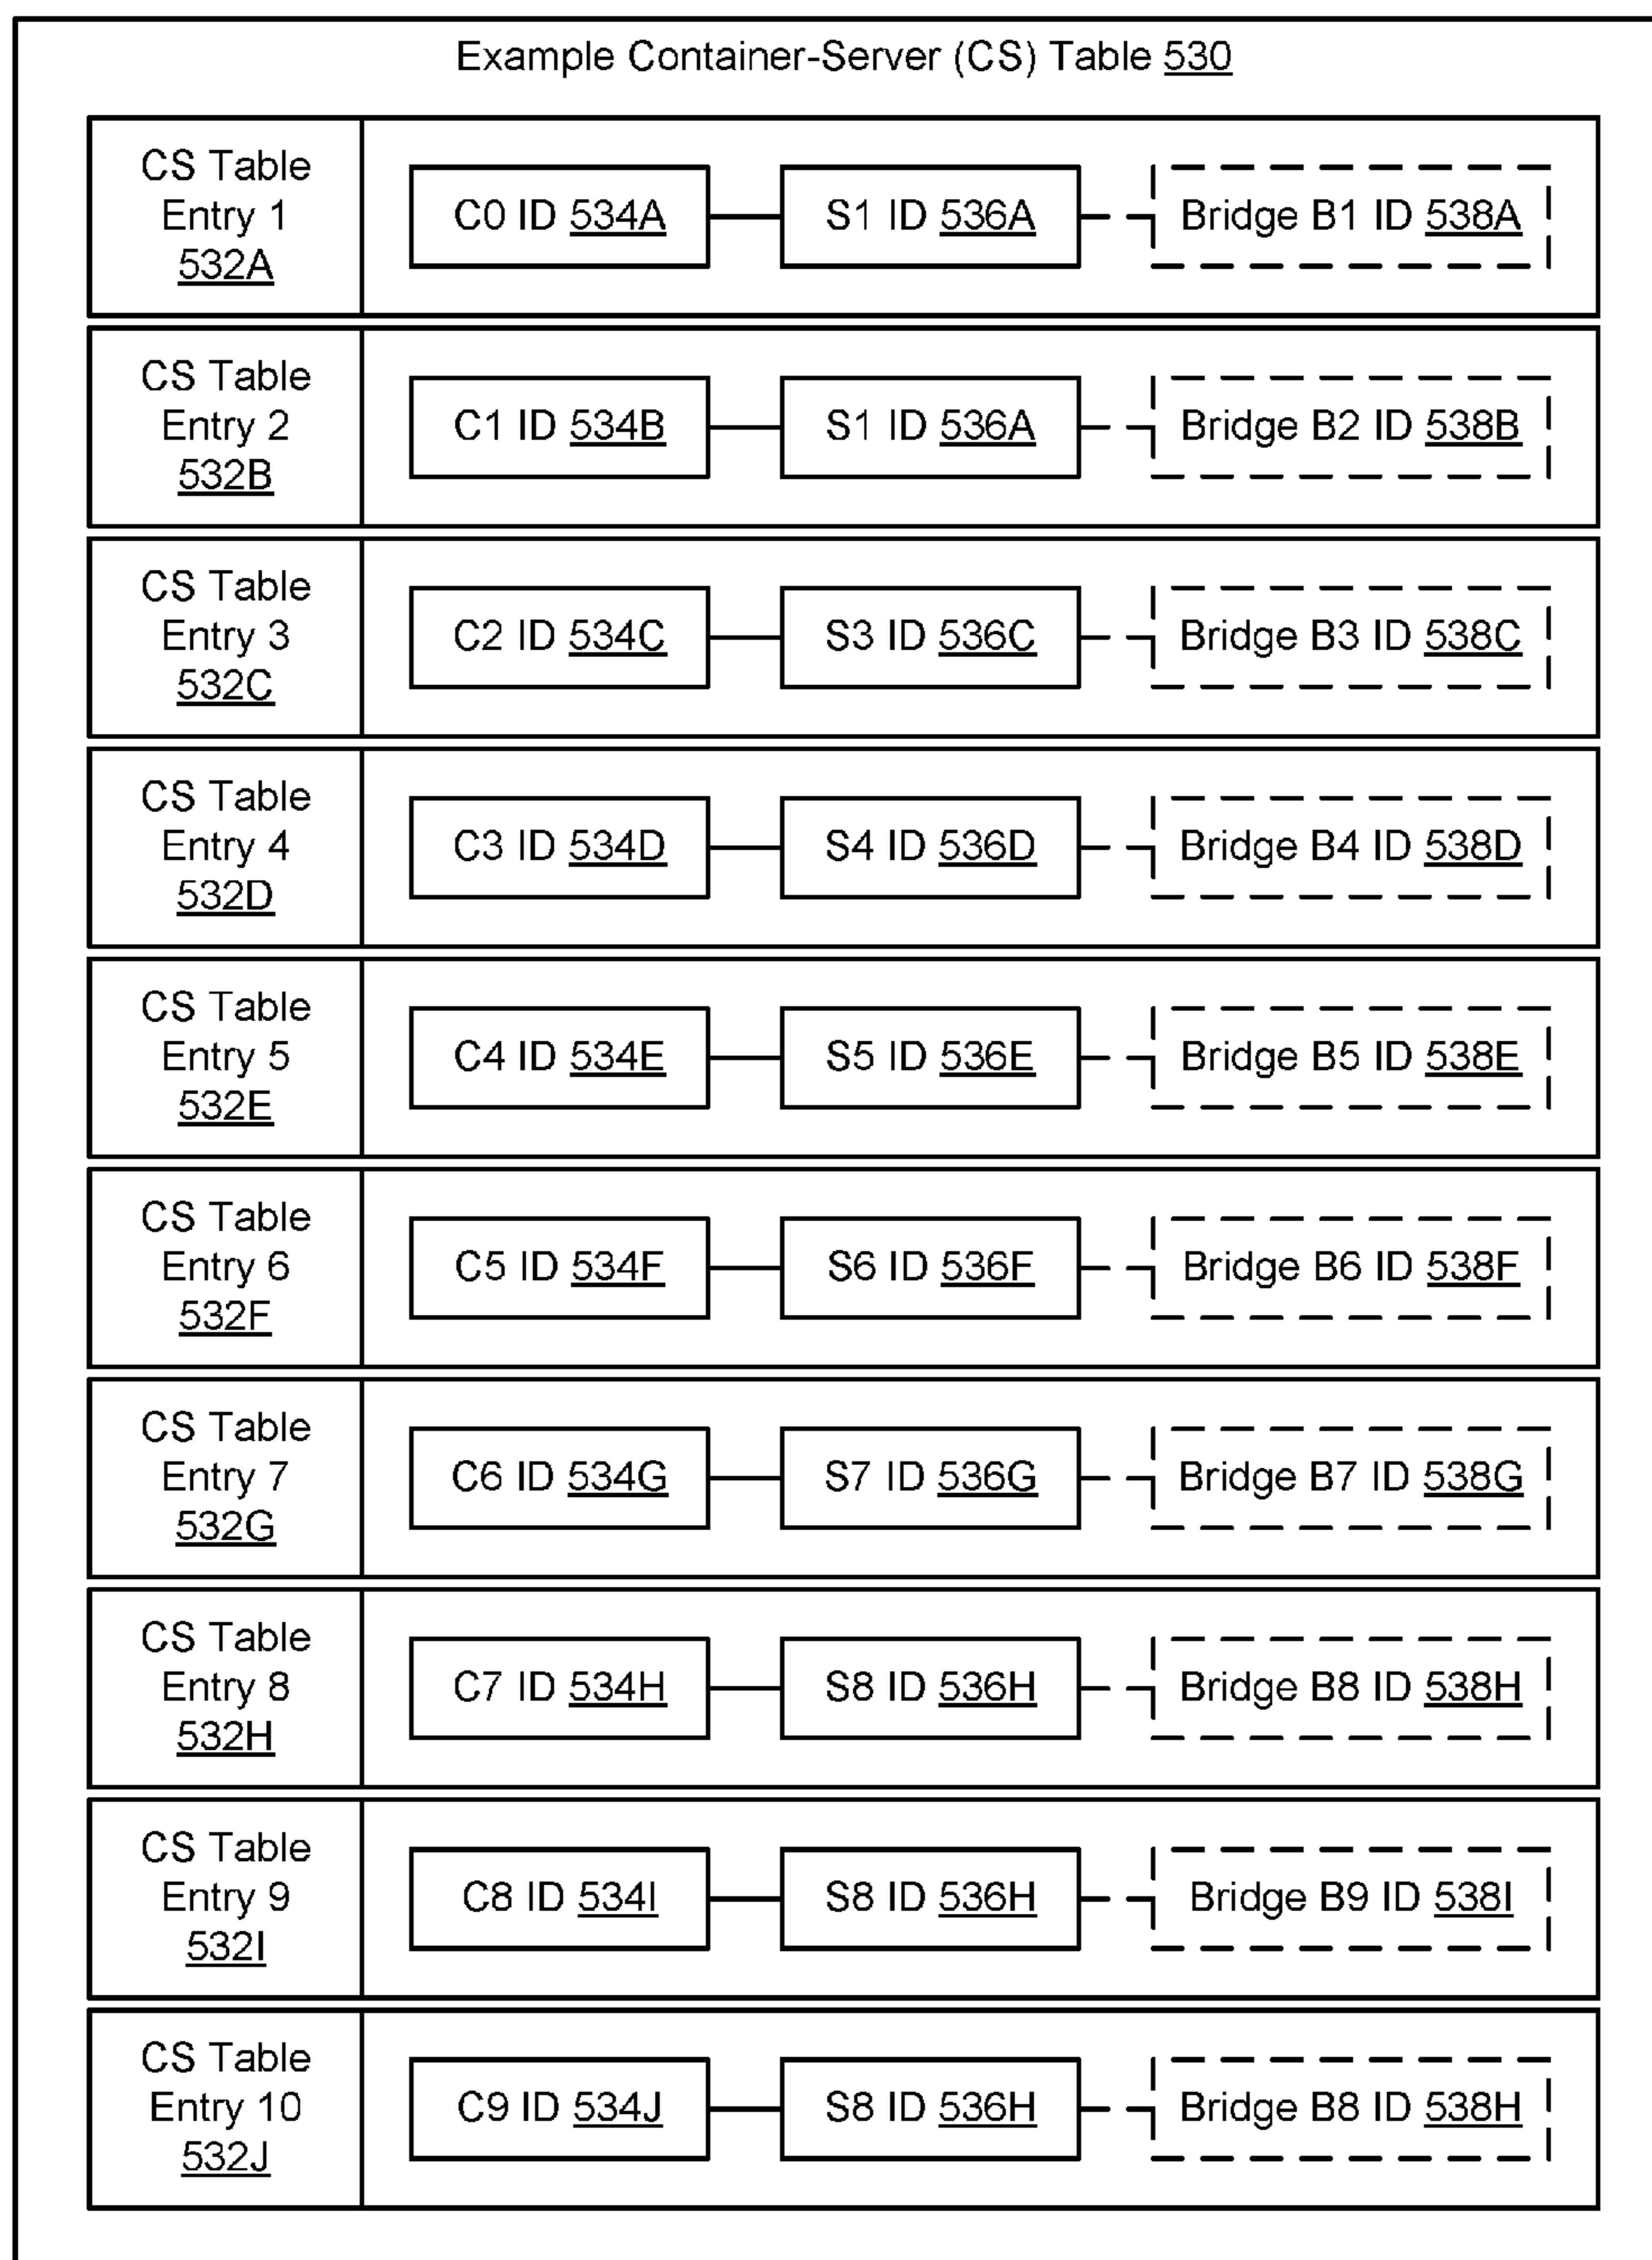 Example Container-Server (CS) Table 530
CS Table
Entry 1
532A
C0 ID 534A
S1 ID 536A
Bridge B1 ID 538A
CS Table
Entry 2
532B
C1 ID 534B
S1 ID 536A
Bridge B2 ID 538B
CS Table
Entry 3
532C
C2 ID 534C
S3 ID 536C
Bridge B3 ID 538C
CS Table
Entry 4
532D
C3 ID 534D
S4 ID 536D
Bridge B4 ID 538D
CS Table
Entry 5
532E
C4 ID 534E
S5 ID 536E
Bridge B5 ID 538E
CS Table
Entry 6
532F
C5 ID 534F
S6 ID 536F
Bridge B6 ID 538F
CS Table
Entry 7
532G
C6 ID 534G
S7 ID 536G
Bridge B7 ID 538G
CS Table
Entry 8
532H
C7 ID 534H
S8 ID 536H
Bridge B8 ID 538H
CS Table
Entry 9
532I
C8 ID 534I
S8 ID 536H
Bridge B9 ID 538I
CS Table
Entry 10
532J
C9 ID 534J
S8 ID 536H
Bridge B8 ID 538H